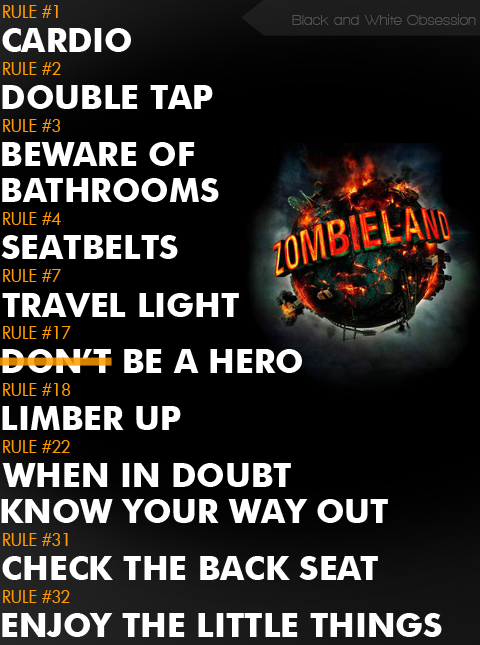 Black and White Obsession
RULE #1
CARDIO
RULE #2
DOUBLE TAP
RULE #3
BEWARE OF
BATHROOMS
RULE #4
SEATBELTS
RULE #7
TRAVEL LIGHT
RULE #17
DON'T BE A HERO
RULE #18
LIMBER UP
RULE #22
WHEN IN DOUBT
KNOW YOUR WAY OUT
RULE #31
CHECK THE BACK SEAT
RULE #32
ENJOY THE LITTLE THINGS
ZOMBIELAND